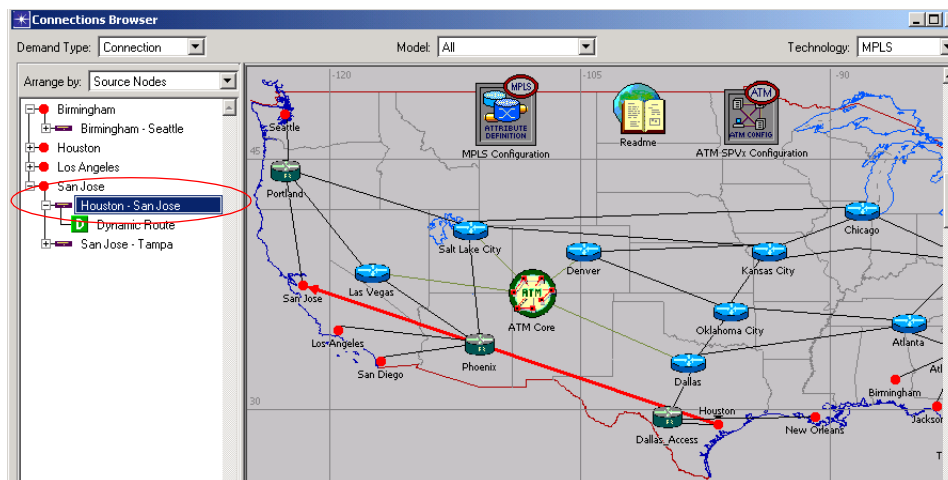 Connections Browser
Demand Type: Connection Model: All Technology: MPLS
Arrange by: Source Nodes
Birmingham
Birmingham - Seattle
Houston
Los Angeles
San Jose
Houston - San Jose
D Dynamic Route
San Jose - Tampa
-120 -105 -90
MPLS
ATTRIBUTE
DEFINITION
MPLS Configuration
Readme
ATM
ATM CONFIG
ATM SPVx Configuration
Seattle
45
Portland
Salt Lake City
Chicago
Denver
Kansas City
San Jose
Las Vegas
ATM
ATM Core
Oklahoma City
Los Angeles
Atlanta
San Diego
Phoenix
Dallas
Atl
Birmingham
30
Houston
Dallas_Access
New Orleans
Jackson
T